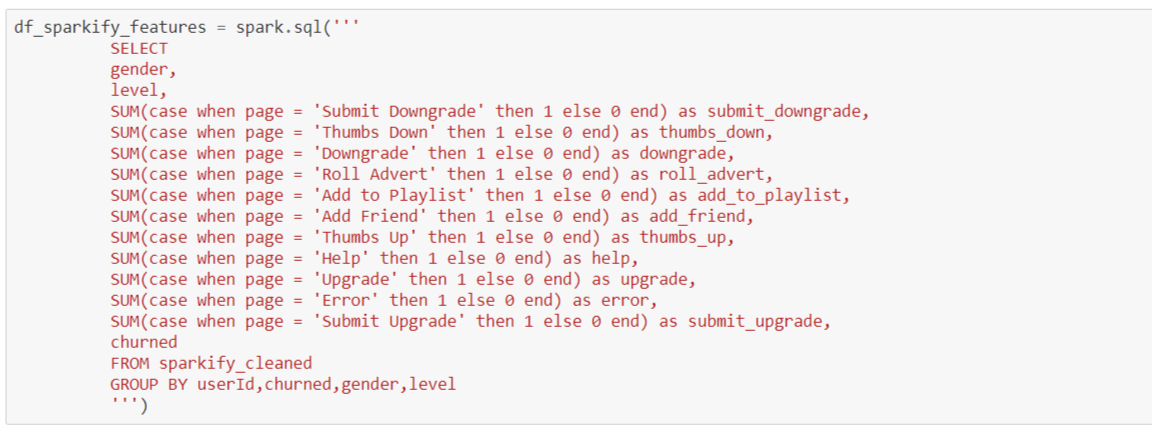 df_sparkify_features = spark.sql('''
SELECT
gender,
level,
SUM(case when page = 'Submit Downgrade' then 1 else 0 end) as submit_downgrade,
SUM(case when page = 'Thumbs Down' then 1 else 0 end) as thumbs_down,
SUM(case when page = 'Downgrade' then 1 else 0 end) as downgrade,
SUM(case when page = 'Roll Advert' then 1 else 0 end) as roll_advert,
SUM(case when page = 'Add to Playlist' then 1 else 0 end) as add_to_playlist,
SUM(case when page = 'Add Friend' then 1 else 0 end) as add_friend,
SUM(case when page = 'Thumbs Up' then 1 else 0 end) as thumbs_up,
SUM(case when page = 'Help' then 1 else 0 end) as help,
SUM(case when page = 'Upgrade' then 1 else 0 end) as upgrade,
SUM(case when page = 'Error' then 1 else 0 end) as error,
SUM(case when page = 'Submit Upgrade' then 1 else 0 end) as submit_upgrade,
churned
FROM sparkify_cleaned
GROUP BY userId,churned,gender,level
''')